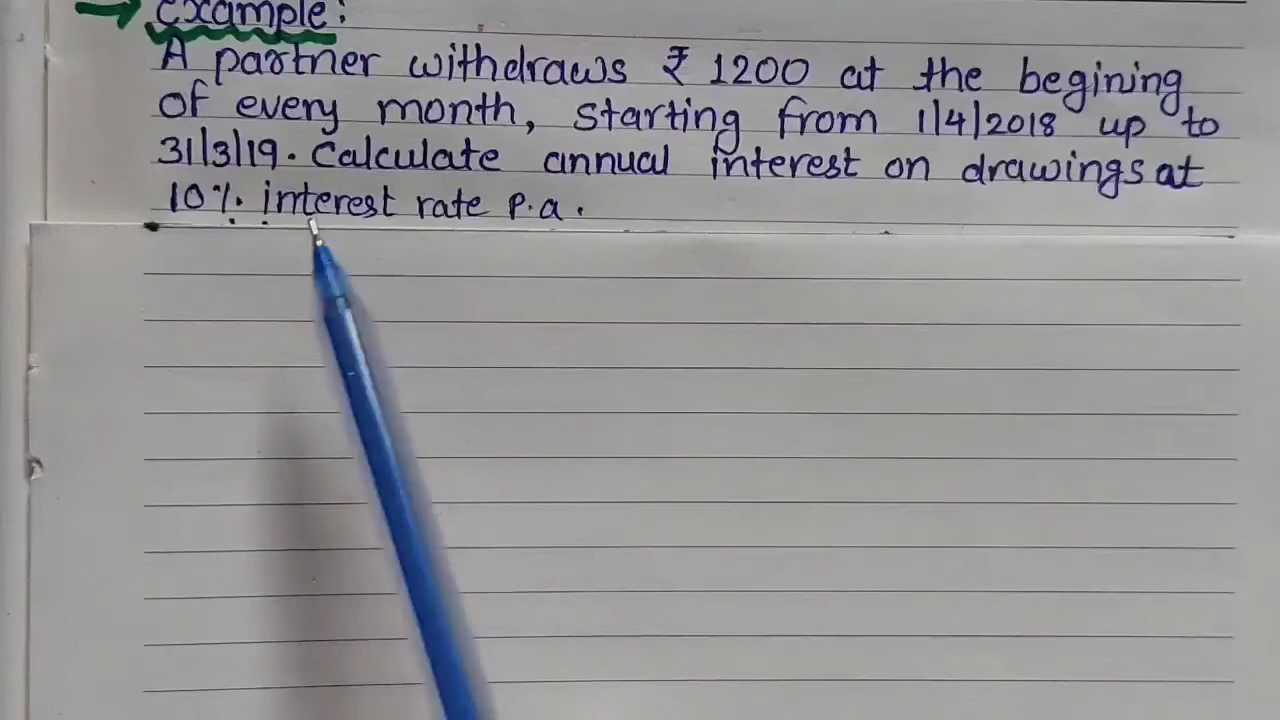 → Example:
A partner withdraws ₹ 1200 at the begining
of every month, starting from 1/4/2018 up to
31/3/19. Calculate annual interest on drawings at
10% interest rate p.a.